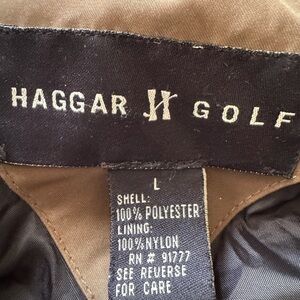 HAGGAR H GOLF
L
SHELL:
100% POLYESTER
LINING:
100% NYLON
RN # 91777
SEE REVERSE
FOR CARE